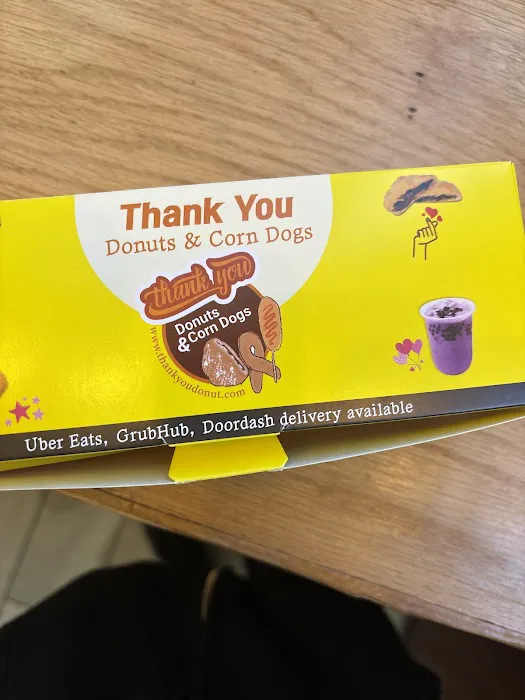 Thank You
Donuts & Corn Dogs
thank you
Donuts
& Corn Dogs
www.thankyoudonut.com
Uber Eats, GrubHub, Doordash delivery available